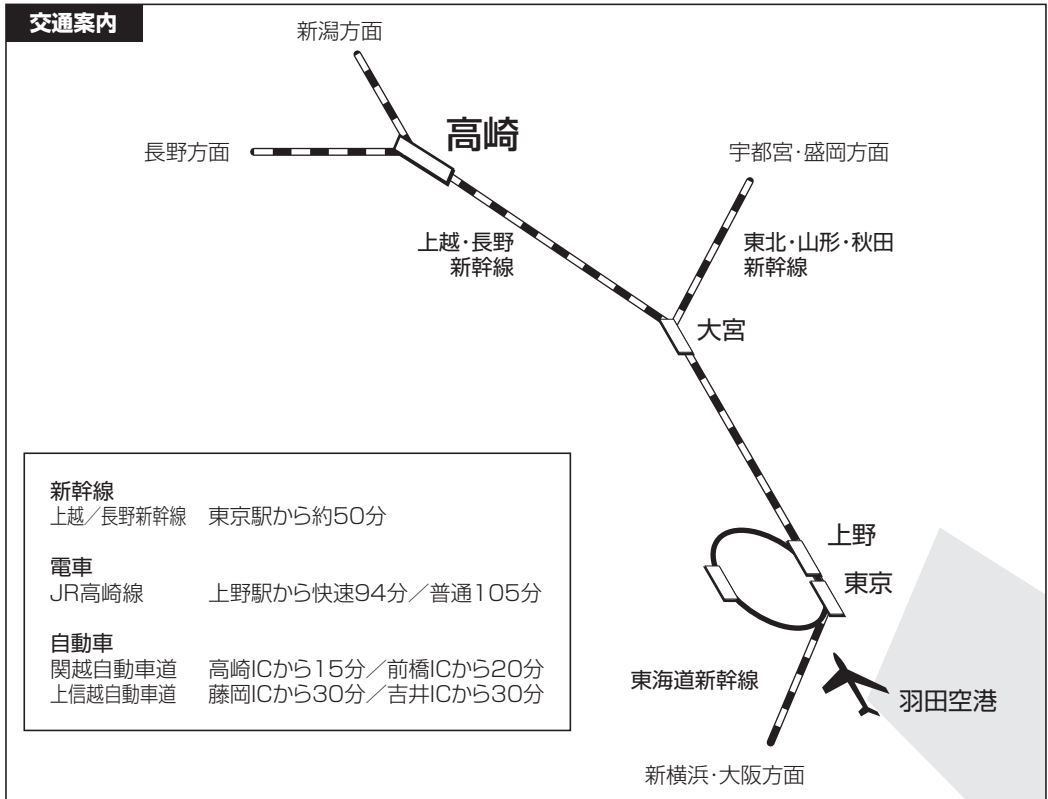 交通案内
新潟方面
高崎
長野方面
宇都宮・盛岡方面
上越・長野
新幹線
東北・山形・秋田
新幹線
大宮
新幹線
上越／長野新幹線 東京駅から約50分
電車
JR高崎線 上野駅から快速94分／普通105分
自動車
関越自動車道 高崎ICから15分／前橋ICから20分
上信越自動車道 藤岡ICから30分／吉井ICから30分
上野
東京
東海道新幹線
羽田空港
新横浜・大阪方面